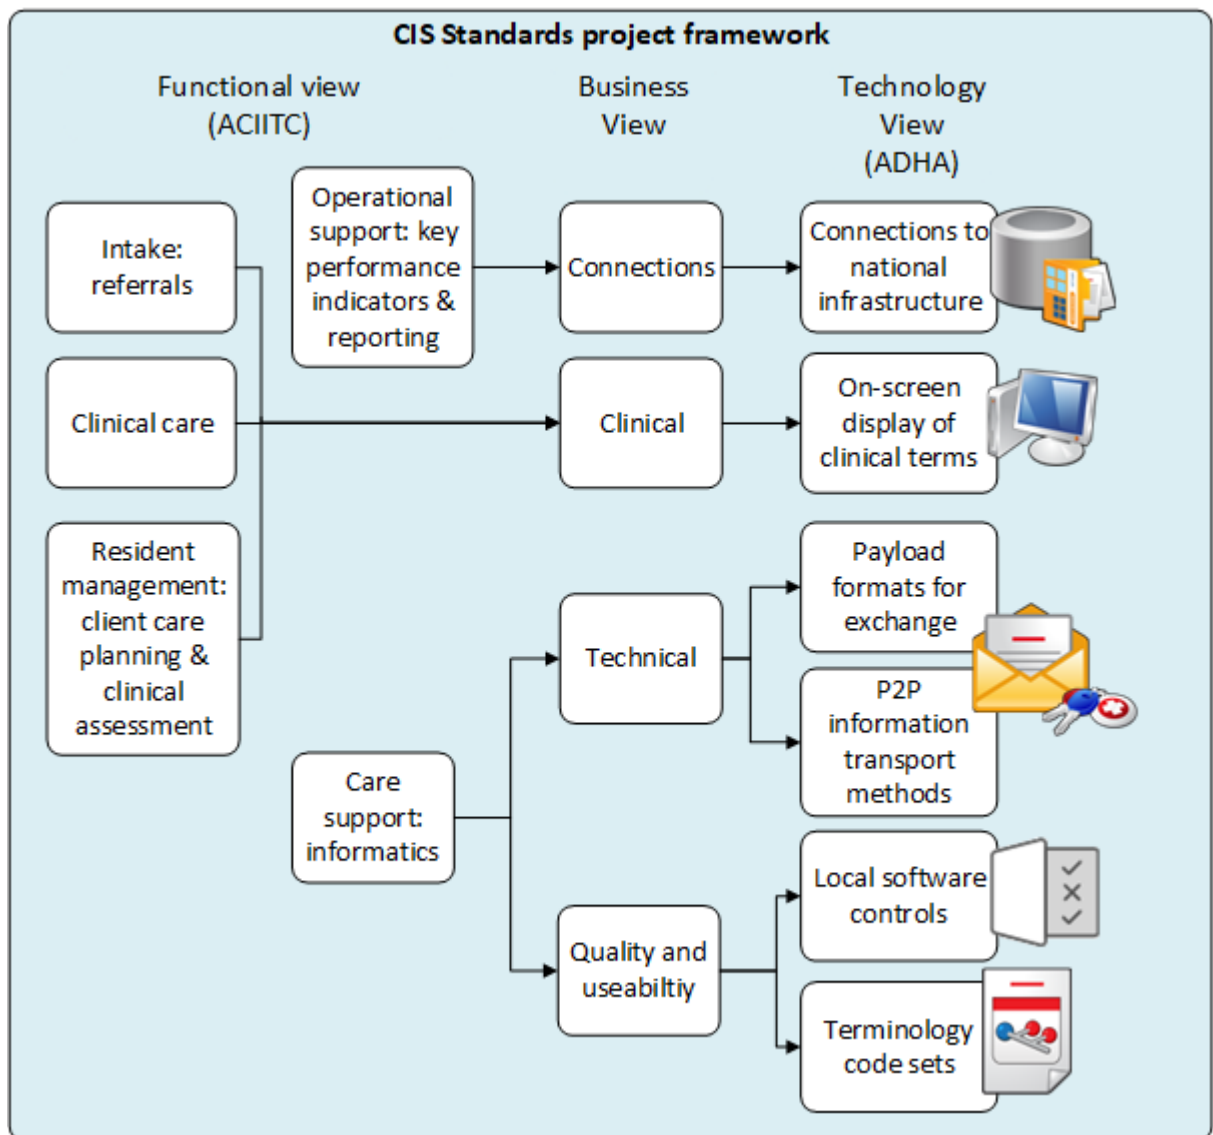 CIS Standards project framework
Functional view
(ACIITC)
Business
View
Technology
View
(ADHA)
Intake:
referrals
Operational
support: key
performance
indicators &
reporting
Connections
Connections to
national
infrastructure
Clinical care
Clinical
On-screen
display of
clinical terms
Resident
management:
client care
planning &
clinical
assessment
Technical
Payload
formats for
exchange
P2P
information
transport
methods
Care
support:
informatics
Quality and
useabiltiy
Local software
controls
Terminology
code sets